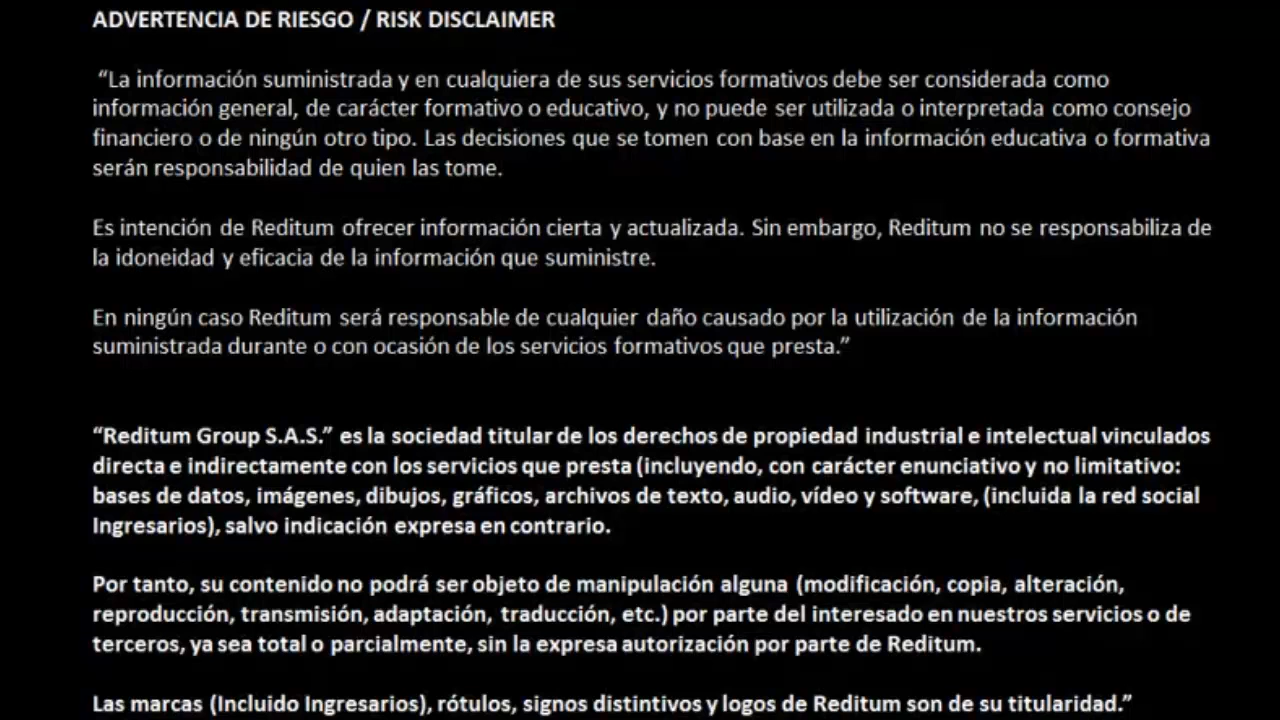 ADVERTENCIA DE RIESGO / RISK DISCLAIMER
“La información suministrada y en cualquiera de sus servicios formativos debe ser considerada como
información general, de carácter formativo o educativo, y no puede ser utilizada o interpretada como consejo
financiero o de ningún otro tipo. Las decisiones que se tomen con base en la información educativa o formativa
serán responsabilidad de quien las tome.
Es intención de Reditum ofrecer información cierta y actualizada. Sin embargo, Reditum no se responsabiliza de
la idoneidad y eficacia de la información que suministre.
En ningún caso Reditum será responsable de cualquier daño causado por la utilización de la información
suministrada durante o con ocasión de los servicios formativos que presta.”
“Reditum Group S.A.S.” es la sociedad titular de los derechos de propiedad industrial e intelectual vinculados
directa e indirectamente con los servicios que presta (incluyendo, con carácter enunciativo y no limitativo:
bases de datos, imágenes, dibujos, gráficos, archivos de texto, audio, vídeo y software, (incluida la red social
Ingresarios), salvo indicación expresa en contrario.
Por tanto, su contenido no podrá ser objeto de manipulación alguna (modificación, copia, alteración,
reproducción, transmisión, adaptación, traducción, etc.) por parte del interesado en nuestros servicios o de
terceros, ya sea total o parcialmente, sin la expresa autorización por parte de Reditum.
Las marcas (Incluido Ingresarios), rótulos, signos distintivos y logos de Reditum son de su titularidad.”